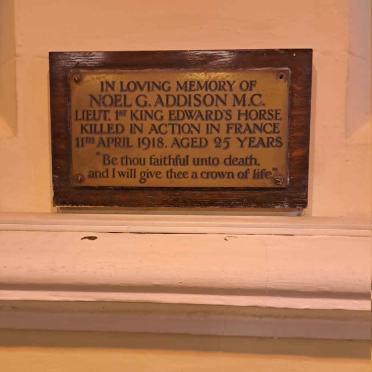 IN LOVING MEMORY OF
NOEL G. ADDISON M.C.
LIEUT. 1ST KING EDWARD'S HORSE
KILLED IN ACTION IN FRANCE
11TH APRIL 1918. AGED 25 YEARS
"Be thou faithful unto death,
and I will give thee a crown of life"